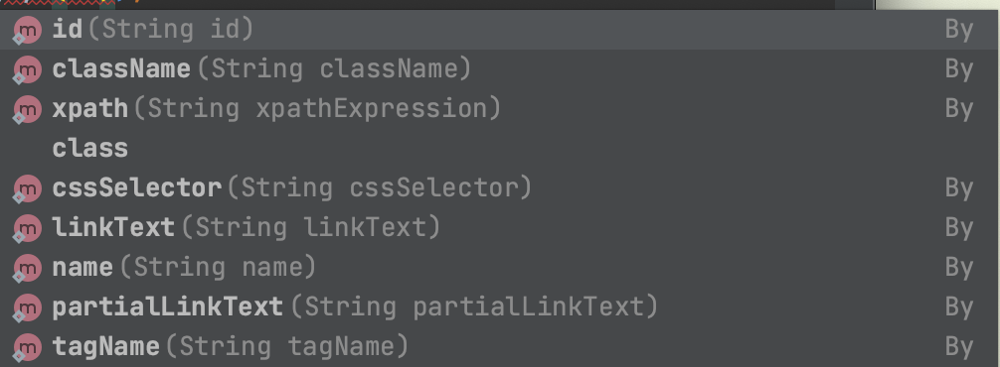 id(String id) By
className(String className) By
xpath(String xpathExpression) By
class
cssSelector(String cssSelector) By
linkText(String linkText) By
name(String name) By
partialLinkText(String partialLinkText) By
tagName(String tagName) By